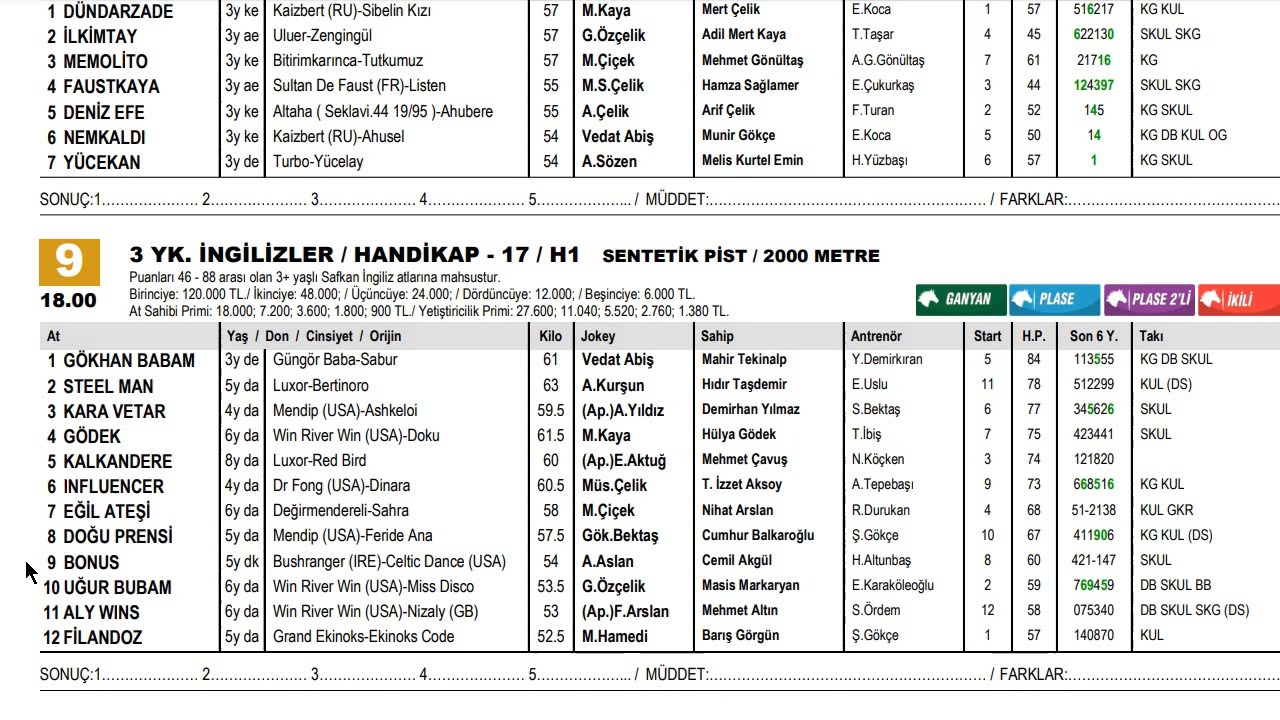 1 DÜNDARZADE 3y ke Kaizbert (RU)-Sibelin Kızı 57 M.Kaya Mert Çelik E.Koca 1 57 516217 KG KUL
2 İLKİMTAY 3y ae Uluer-Zengingül 57 G.Özçelik Adil Mert Kaya T.Taşar 4 45 622130 SKUL SKG
3 MEMOLİTO 3y ke Bitirimkarınca-Tutkumuz 57 M.Çiçek Mehmet Gönültaş A.G.Gönültaş 7 61 21716 KG
4 FAUSTKAYA 3y ae Sultan De Faust (FR)-Listen 55 M.S.Çelik Hamza Sağlamer E.Çukurkaş 3 44 124397 SKUL SKG
5 DENİZ EFE 3y ke Altaha ( Seklavi.44 19/95 )-Ahubere 55 A.Çelik Arif Çelik F.Turan 2 52 145 KG SKUL
6 NEMKALDI 3y ke Kaizbert (RU)-Ahusel 54 Vedat Abiş Munir Gökçe E.Koca 5 50 14 KG DB KUL OG
7 YÜCEKAN 3y de Turbo-Yücelay 54 A.Sözen Melis Kurtel Emin H.Yüzbaşı 6 57 1 KG SKUL
SONUÇ:1.................... 2..................... 3..................... 4..................... 5..................... / MÜDDET:.......................................................... / FARKLAR:............................................
9 3 YK. İNGİLİZLER / HANDİKAP - 17 / H1 SENTETİK PİST / 2000 METRE
Puanları 46 - 88 arası olan 3+ yaşlı Safkan İngiliz atlarına mahsustur.
18.00 Birinciye: 120.000 TL./ İkinciye: 48.000; / Üçüncüye: 24.000; / Dördüncüye: 12.000; / Beşinciye: 6.000 TL.
At Sahibi Primi: 18.000; 7.200; 3.600; 1.800; 900 TL./ Yetiştiricilik Primi: 27.600; 11.040; 5.520; 2.760; 1.380 TL.
GANYAN PLASE PLASE 2'Lİ İKİLİ
At Yaş / Don / Cinsiyet / Orijin Kilo Jokey Sahip Antrenör Start H.P. Son 6 Y. Takı
1 GÖKHAN BABAM 3y de Güngör Baba-Sabur 61 Vedat Abiş Mahir Tekinalp Y.Demirkıran 5 84 113555 KG DB SKUL
2 STEEL MAN 5y da Luxor-Bertinoro 63 A.Kurşun Hıdır Taşdemir E.Uslu 11 78 512299 KUL (DS)
3 KARA VETAR 4y da Mendip (USA)-Ashkeloi 59.5 (Ap.)A.Yıldız Demirhan Yılmaz S.Bektaş 6 77 345626 SKUL
4 GÖDEK 6y da Win River Win (USA)-Doku 61.5 M.Kaya Hülya Gödek T.İbiş 7 75 423441 SKUL
5 KALKANDERE 8y da Luxor-Red Bird 60 (Ap.)E.Aktuğ Mehmet Çavuş N.Köçken 3 74 121820
6 INFLUENCER 4y da Dr Fong (USA)-Dinara 60.5 Müs.Çelik T. İzzet Aksoy A.Tepebaşı 9 73 668516 KG KUL
7 EĞİL ATEŞİ 6y da Değirmendereli-Sahra 58 M.Çiçek Nihat Arslan R.Durukan 4 68 51-2138 KUL GKR
8 DOĞU PRENSİ 5y da Mendip (USA)-Feride Ana 57.5 Gök.Bektaş Cumhur Balkaroğlu Ş.Gökçe 10 67 411906 KG KUL (DS)
9 BONUS 5y dk Bushranger (IRE)-Celtic Dance (USA) 54 A.Aslan Cemil Akgül H.Altunbaş 8 60 421-147 SKUL
10 UĞUR BUBAM 6y da Win River Win (USA)-Miss Disco 53.5 G.Özçelik Masis Markaryan E.Karaköleoğlu 2 59 769459 DB SKUL BB
11 ALY WINS 6y da Win River Win (USA)-Nizaly (GB) 53 (Ap.)F.Arslan Mehmet Altın S.Ördem 12 58 075340 DB SKUL SKG (DS)
12 FİLANDOZ 5y da Grand Ekinoks-Ekinoks Code 52.5 M.Hamedi Barış Görgün Ş.Gökçe 1 57 140870 KUL
SONUÇ:1.................... 2..................... 3..................... 4..................... 5..................... / MÜDDET:.......................................................... / FARKLAR:............................................